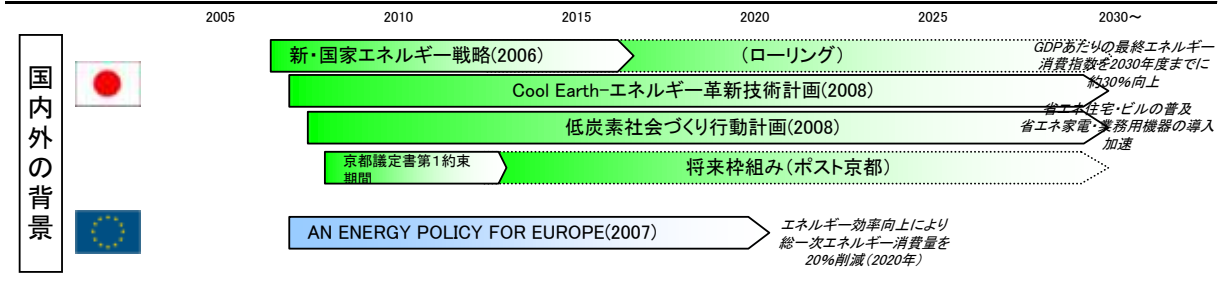 2005 2010 2015 2020 2025 2030～
国内外の背景
新・国家エネルギー戦略(2006)
(ローリング)
GDPあたりの最終エネルギー
消費指数を2030年度までに
約30%向上
Cool Earth-エネルギー革新技術計画(2008)
低炭素社会づくり行動計画(2008)
省エネ住宅・ビルの普及
省エネ家電・業務用機器の導入
加速
京都議定書第1約束
期間
将来枠組み(ポスト京都)
AN ENERGY POLICY FOR EUROPE(2007)
エネルギー効率向上により
総一次エネルギー消費量を
20%削減(2020年)